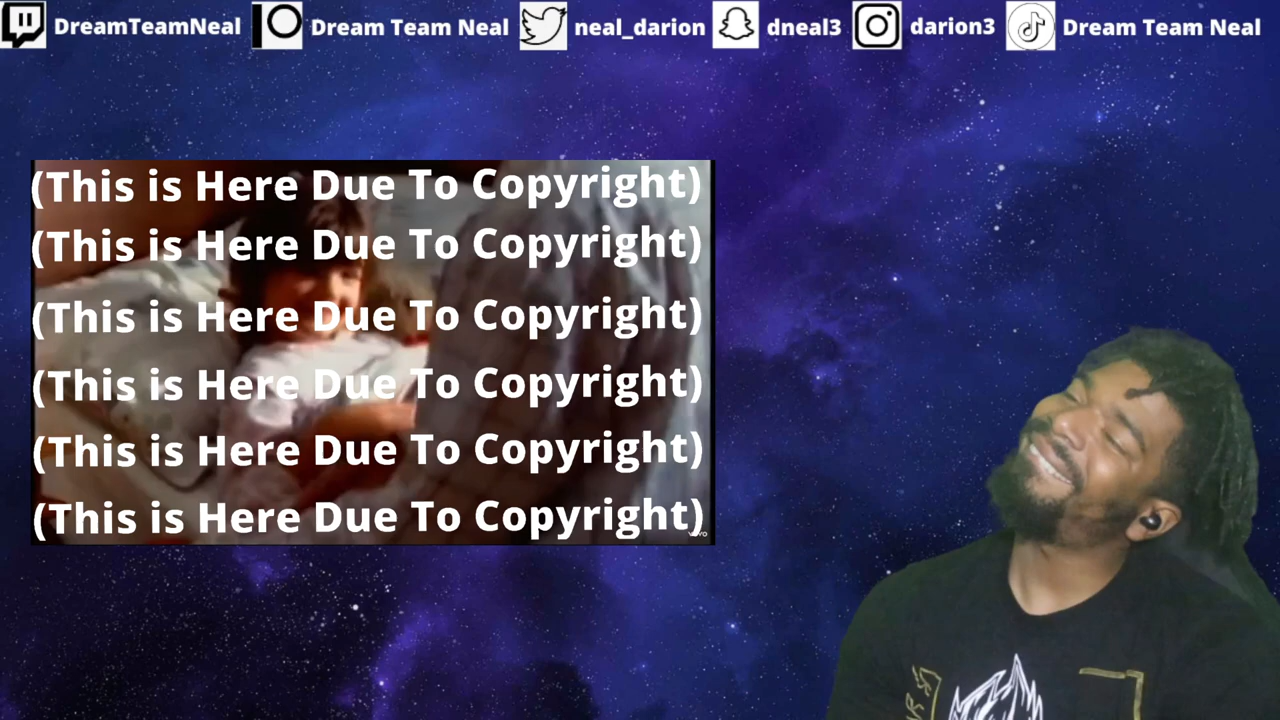 DreamTeamNeal Dream Team Neal neal_darion dneal3 darion3 Dream Team Neal
(This is Here Due To Copyright)
(This is Here Due To Copyright)
(This is Here Due To Copyright)
(This is Here Due To Copyright)
(This is Here Due To Copyright)
(This is Here Due To Copyright)
vevo